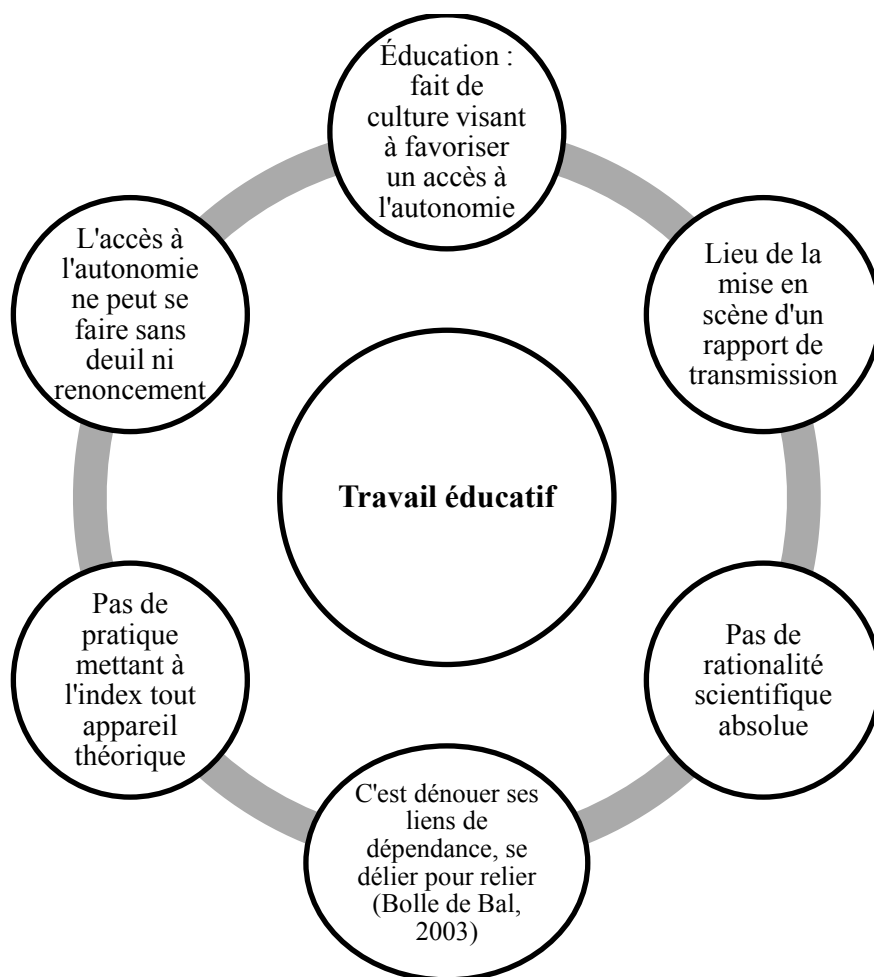 Éducation :
fait de
culture visant
à favoriser
un accès à
l'autonomie
Lieu de la
mise en
scène d'un
rapport de
transmission
Pas de
rationalité
scientifique
absolue
C'est dénouer ses
liens de
dépendance, se
délier pour relier
(Bolle de Bal,
2003)
Pas de
pratique
mettant à
l'index tout
appareil
théorique
L'accès à
l'autonomie
ne peut se
faire sans
deuil ni
renoncement
Travail éducatif